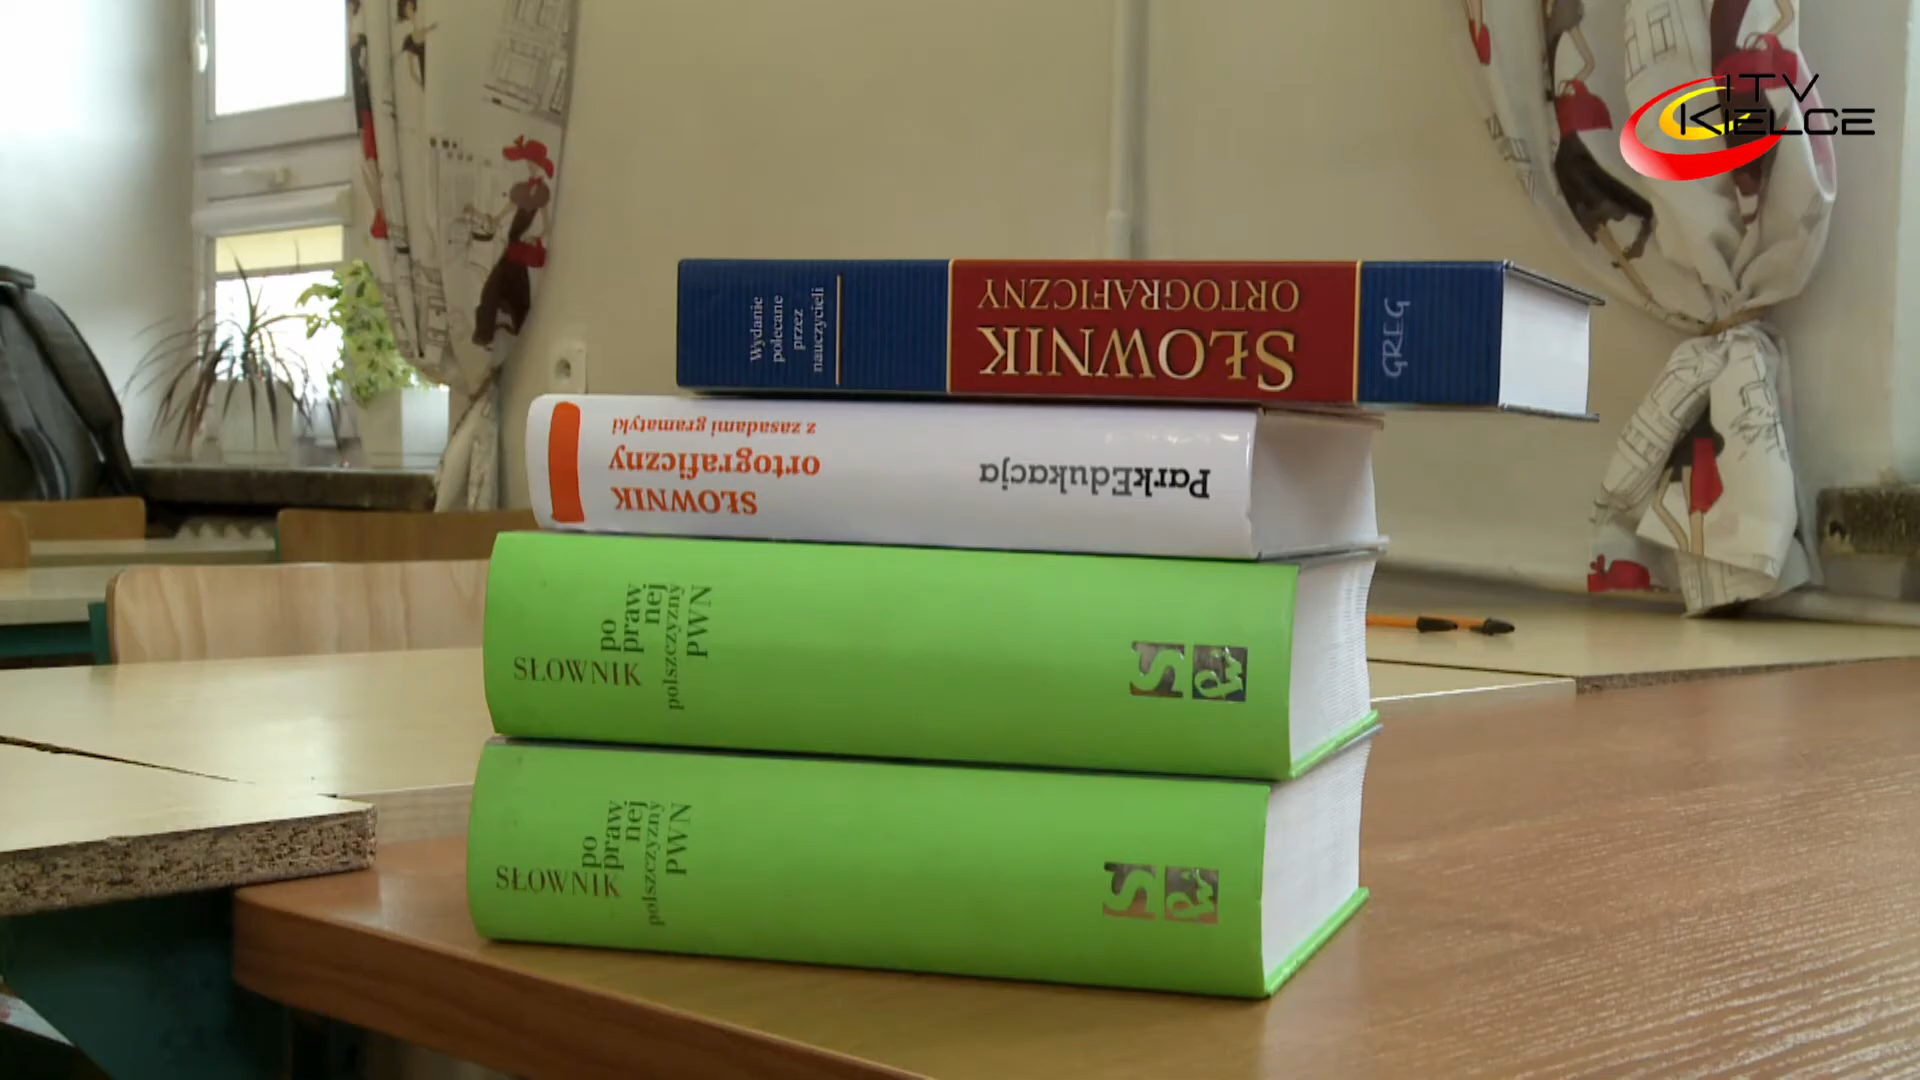 ITV
KIELCE
Wydanie
polecane
przez
nauczycieli
SŁOWNIK
ORTOGRAFICZNY
GREG
SŁOWNIK
ortograficzny
z zasadami gramatyki
ParkEdukacja
SŁOWNIK
po
praw
nej
polszczyzny
PWN
S
SŁOWNIK
po
praw
nej
polszczyzny
PWN
S